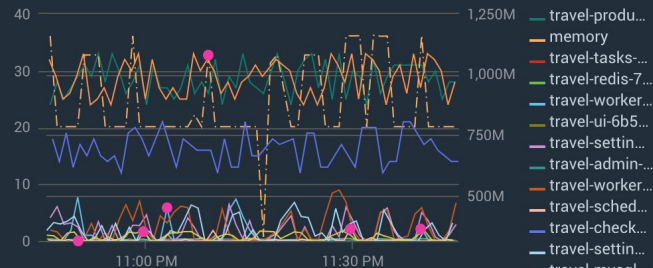 40
30
20
10
0
1,250M
1,000M
750M
500M
11:00 PM
11:30 PM
travel-produ...
memory
travel-tasks-...
travel-redis-7...
travel-worker...
travel-ui-6b5...
travel-settin...
travel-admin-...
travel-worker...
travel-sched...
travel-check...
travel-settin...